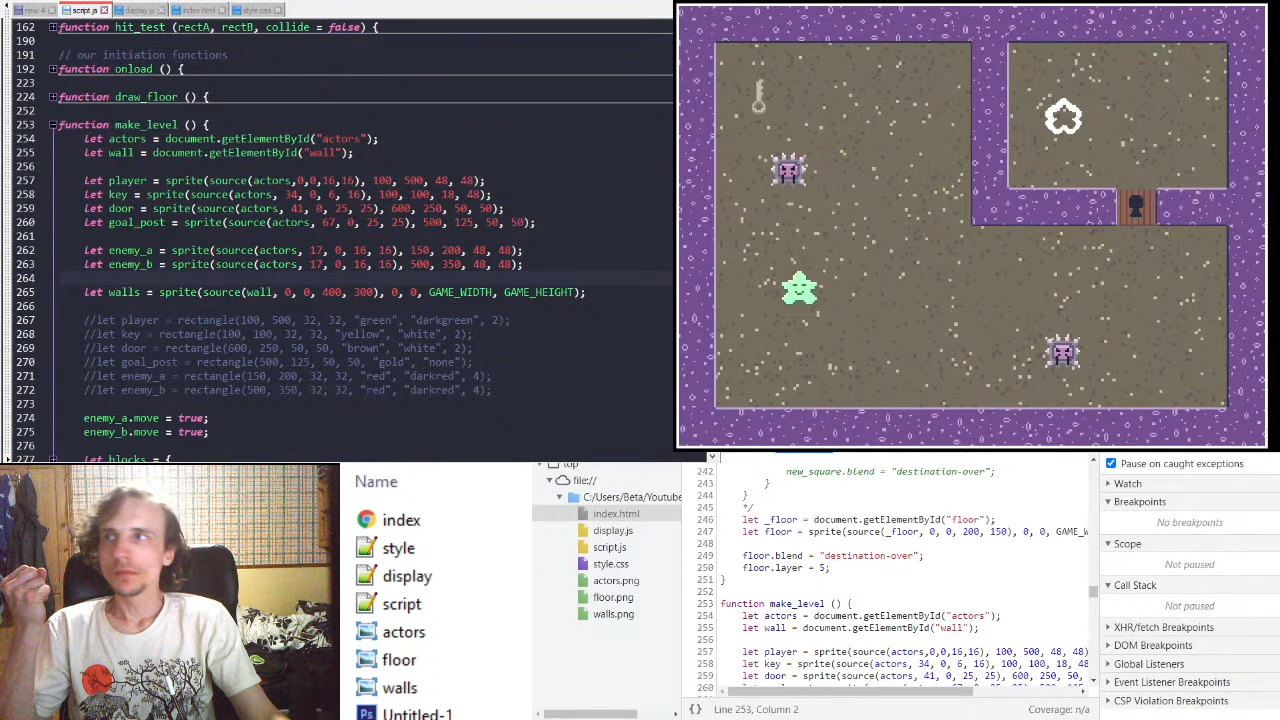 new 4 script.js display.js index.html style.css
162 function hit_test (rectA, rectB, collide = false) {
190
191 // our initiation functions
192 function onload () {
223
224 function draw_floor () {
252
253 function make_level () {
254 let actors = document.getElementById("actors");
255 let wall = document.getElementById("wall");
256
257 let player = sprite(source(actors,0,0,16,16), 100, 500, 48, 48);
258 let key = sprite(source(actors, 34, 0, 6, 16), 100, 100, 18, 48);
259 let door = sprite(source(actors, 41, 0, 25, 25), 600, 250, 50, 50);
260 let goal_post = sprite(source(actors, 67, 0, 25, 25), 500, 125, 50, 50);
261
262 let enemy_a = sprite(source(actors, 17, 0, 16, 16), 150, 200, 48, 48);
263 let enemy_b = sprite(source(actors, 17, 0, 16, 16), 500, 350, 48, 48);
264
265 let walls = sprite(source(wall, 0, 0, 400, 300), 0, 0, GAME_WIDTH, GAME_HEIGHT);
266
267 //let player = rectangle(100, 500, 32, 32, "green", "darkgreen", 2);
268 //let key = rectangle(100, 100, 32, 32, "yellow", "white", 2);
269 //let door = rectangle(600, 250, 50, 50, "brown", "white", 2);
270 //let goal_post = rectangle(500, 125, 50, 50, "gold", "none");
271 //let enemy_a = rectangle(150, 200, 32, 32, "red", "darkred", 4);
272 //let enemy_b = rectangle(500, 350, 32, 32, "red", "darkred", 4);
273
274 enemy_a.move = true;
275 enemy_b.move = true;
276
277 let blocks = {
Name
index
style
display
script
actors
floor
walls
Untitled-1
top
file://
C:/Users/Beta/Youtube
index.html
display.js
script.js
style.css
actors.png
floor.png
walls.png
242 new_square.blend = "destination-over";
243 }
244 }
245 */
246 let _floor = document.getElementById("floor");
247 let floor = sprite(source(_floor, 0, 0, 200, 150), 0, 0, GAME_W
248
249 floor.blend = "destination-over";
250 floor.layer = 5;
251 }
252
253 function make_level () {
254 let actors = document.getElementById("actors");
255 let wall = document.getElementById("wall");
256
257 let player = sprite(source(actors,0,0,16,16), 100, 500, 48, 48)
258 let key = sprite(source(actors, 34, 0, 6, 16), 100, 100, 18, 48
259 let door = sprite(source(actors, 41, 0, 25, 25), 600, 250, 50,
260
{} Line 253, Column 2 Coverage: n/a
Pause on caught exceptions
Watch
Breakpoints
No breakpoints
Scope
Not paused
Call Stack
Not paused
XHR/fetch Breakpoints
DOM Breakpoints
Global Listeners
Event Listener Breakpoints
CSP Violation Breakpoints